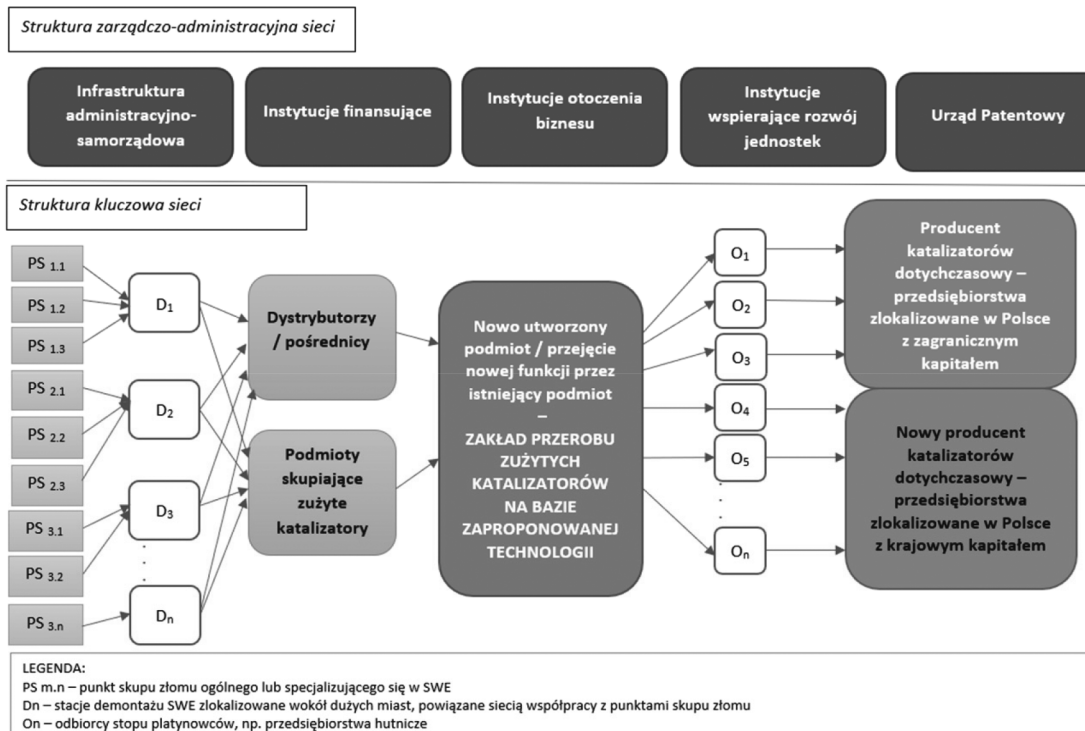 Struktura zarządczo-administracyjna sieci
Infrastruktura
administracyjno-
samorządowa
Instytucje finansujące
Instytucje otoczenia
biznesu
Instytucje
wspierające rozwój
jednostek
Urząd Patentowy
Struktura kluczowa sieci
PS 1.1
PS 1.2
PS 1.3
PS 2.1
PS 2.2
PS 2.3
PS 3.1
PS 3.2
PS 3.n
D1
D2
D3
. . .
Dn
Dystrybutorzy
/ pośrednicy
Podmioty
skupiające
zużyte
katalizatory
Nowo utworzony
podmiot / przejęcie
nowej funkcji przez
istniejący podmiot
–
ZAKŁAD PRZEROBU
ZUŻYTYCH
KATALIZATORÓW
NA BAZIE
ZAPROPONOWANEJ
TECHNOLOGII
O1
O2
O3
O4
O5
. . .
On
Producent
katalizatorów
dotychczasowy –
przedsiębiorstwa
zlokalizowane w Polsce
z zagranicznym
kapitałem
Nowy producent
katalizatorów
dotychczasowy –
przedsiębiorstwa
zlokalizowane w Polsce
z krajowym kapitałem
LEGENDA:
PS m.n – punkt skupu złomu ogólnego lub specjalizującego się w SWE
Dn – stacje demontażu SWE zlokalizowane wokół dużych miast, powiązane siecią współpracy z punktami skupu złomu
On – odbiorcy stopu platynowców, np. przedsiębiorstwa hutnicze